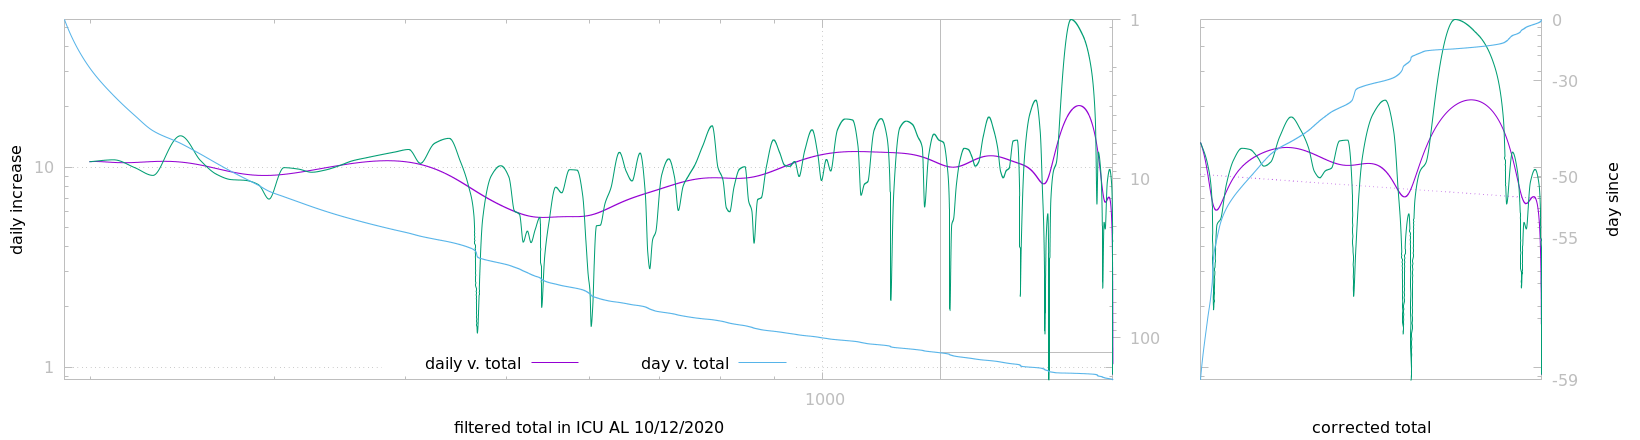 daily increase
10
1
daily v. total
day v. total
1000
filtered total in ICU AL 10/12/2020
1
10
100
0
-30
-50
-55
-59
day since
corrected total